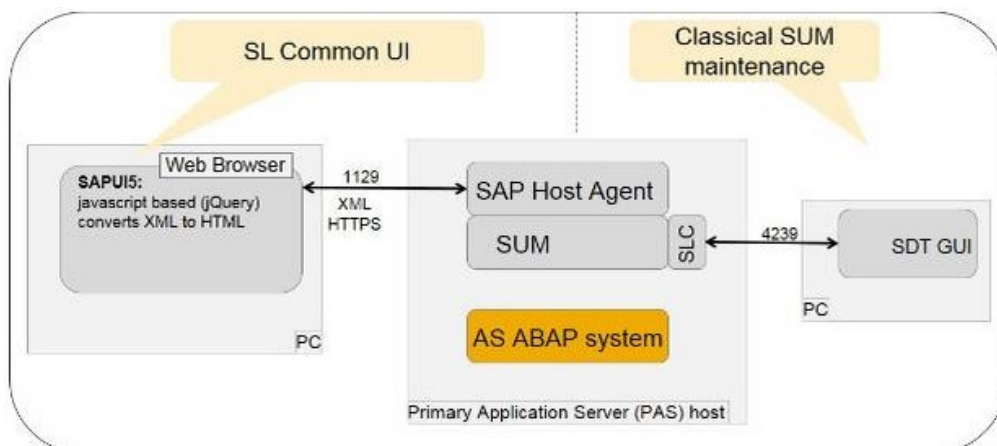 SL Common UI
Classical SUM
maintenance
Web Browser
SAPUI5:
javascript based (jQuery)
converts XML to HTML
PC
1129
XML
HTTPS
SAP Host Agent
SUM
SLC
AS ABAP system
Primary Application Server (PAS) host
4239
SDT GUI
PC